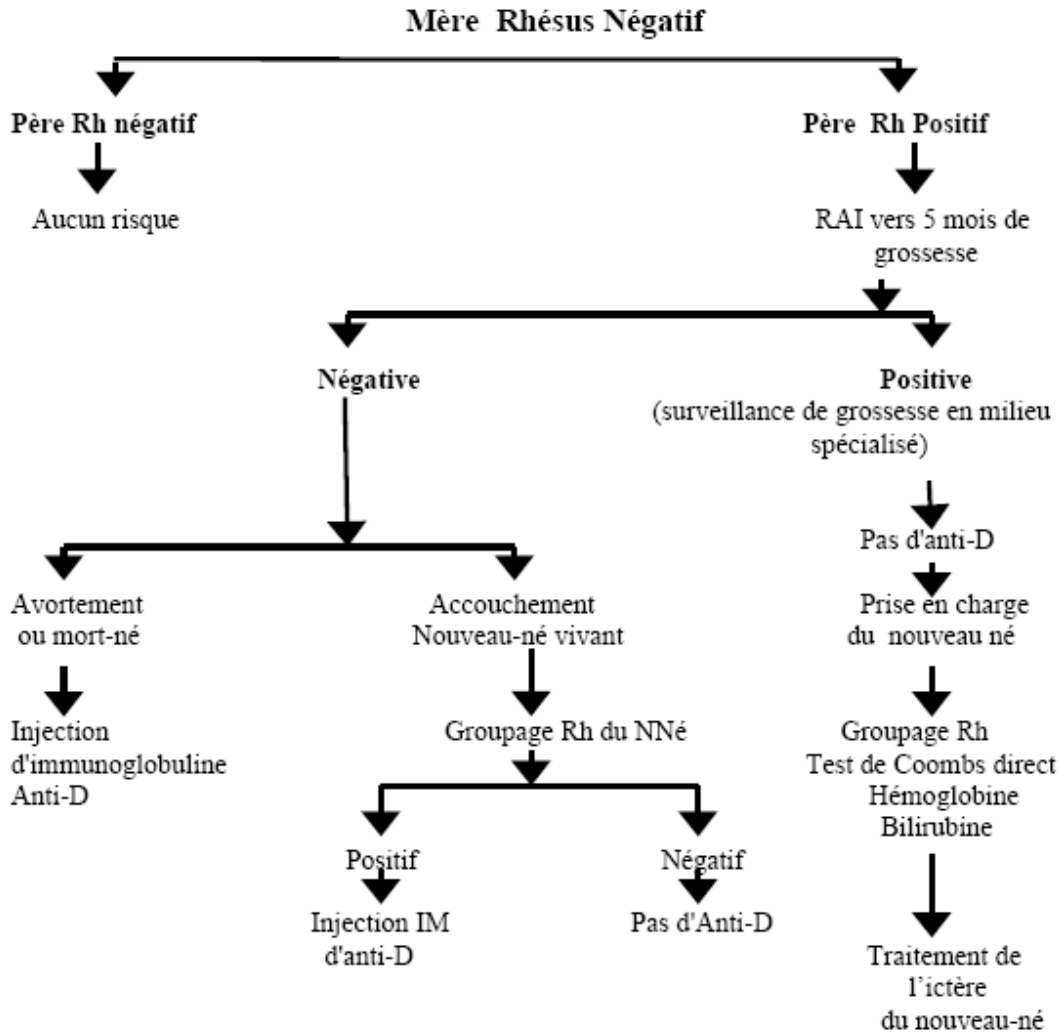 Mère Rhésus Négatif
Père Rh négatif
Père Rh Positif
Aucun risque
RAI vers 5 mois de
grossesse
Négative
Positive
(surveillance de grossesse en milieu
spécialisé)
Pas d'anti-D
Avortement
ou mort-né
Accouchement
Nouveau-né vivant
Prise en charge
du nouveau né
Injection
d'immunoglobuline
Anti-D
Groupage Rh du NNé
Groupage Rh
Test de Coombs direct
Hémoglobine
Bilirubine
Positif
Négatif
Injection IM
d'anti-D
Pas d'Anti-D
Traitement de
l'ictère
du nouveau-né